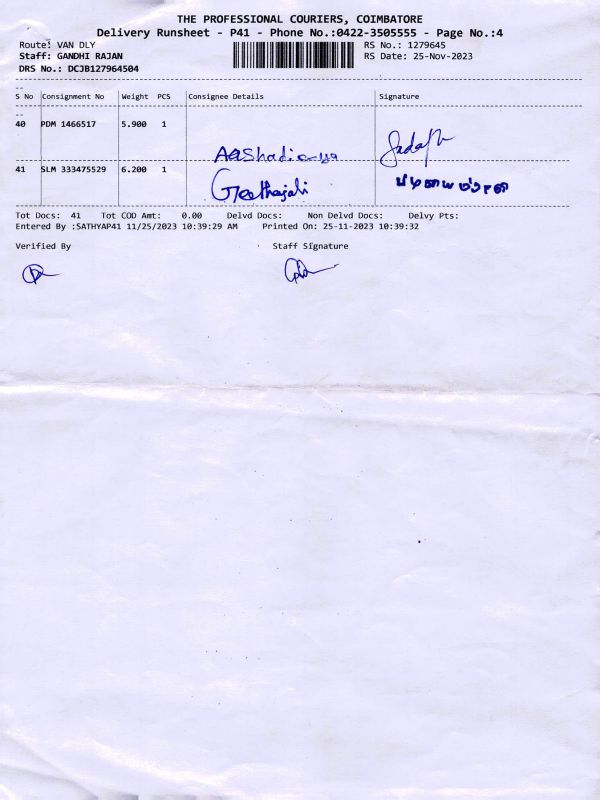 THE PROFESSIONAL COURIERS, COIMBATORE
Delivery Runsheet - P41 - Phone No.:0422-3505555 - Page No.:4
Route: VAN DLY RS No.: 1279645
Staff: GANDHI RAJAN RS Date: 25-Nov-2023
DRS No.: DCJB127964504
S No Consignment No Weight PCS Consignee Details Signature
40 PDM 1466517 5.900 1
41 SLM 333475529 6.200 1
Geethajali
Tot Docs: 41 Tot COD Amt: 0.00 Delvd Docs: Non Delvd Docs: Delvy Pts:
Entered By :SATHYAP41 11/25/2023 10:39:29 AM Printed On: 25-11-2023 10:39:32
Verified By Staff Signature